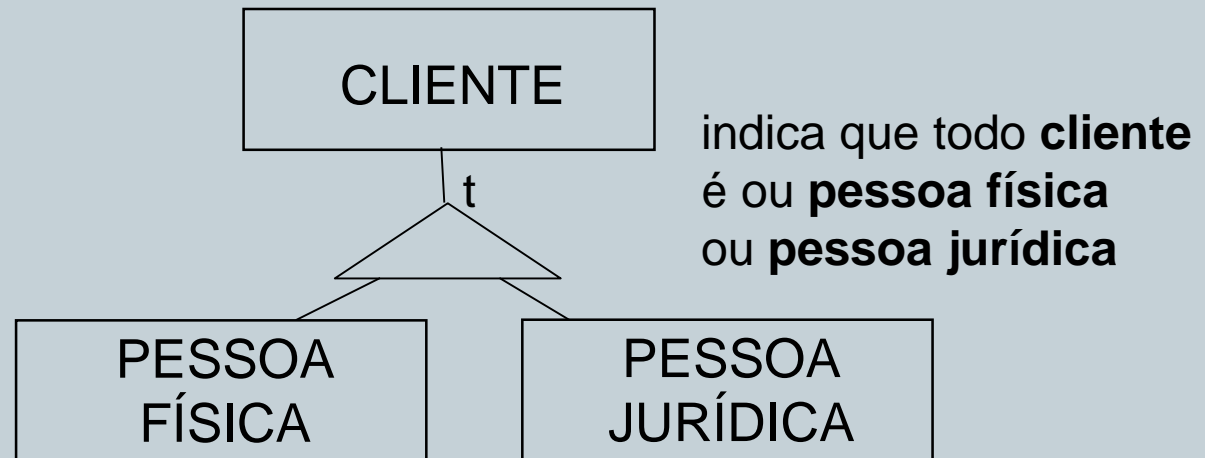 CLIENTE
t
indica que todo cliente
é ou pessoa física
ou pessoa jurídica
PESSOA
FÍSICA
PESSOA
JURÍDICA